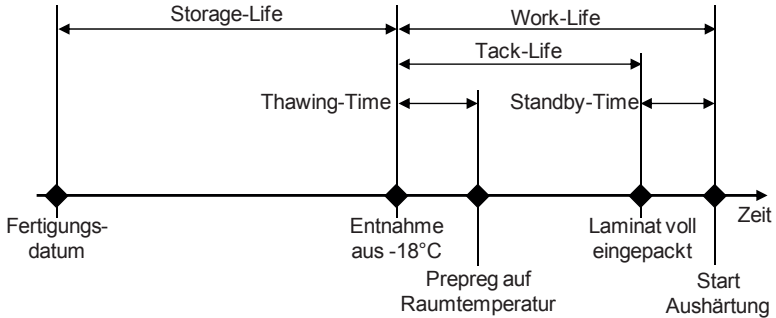 Storage-Life
Work-Life
Tack-Life
Thawing-Time
Standby-Time
Zeit
Fertigungs-
datum
Entnahme
aus -18°C
Laminat voll
eingepackt
Prepreg auf
Raumtemperatur
Start
Aushärtung